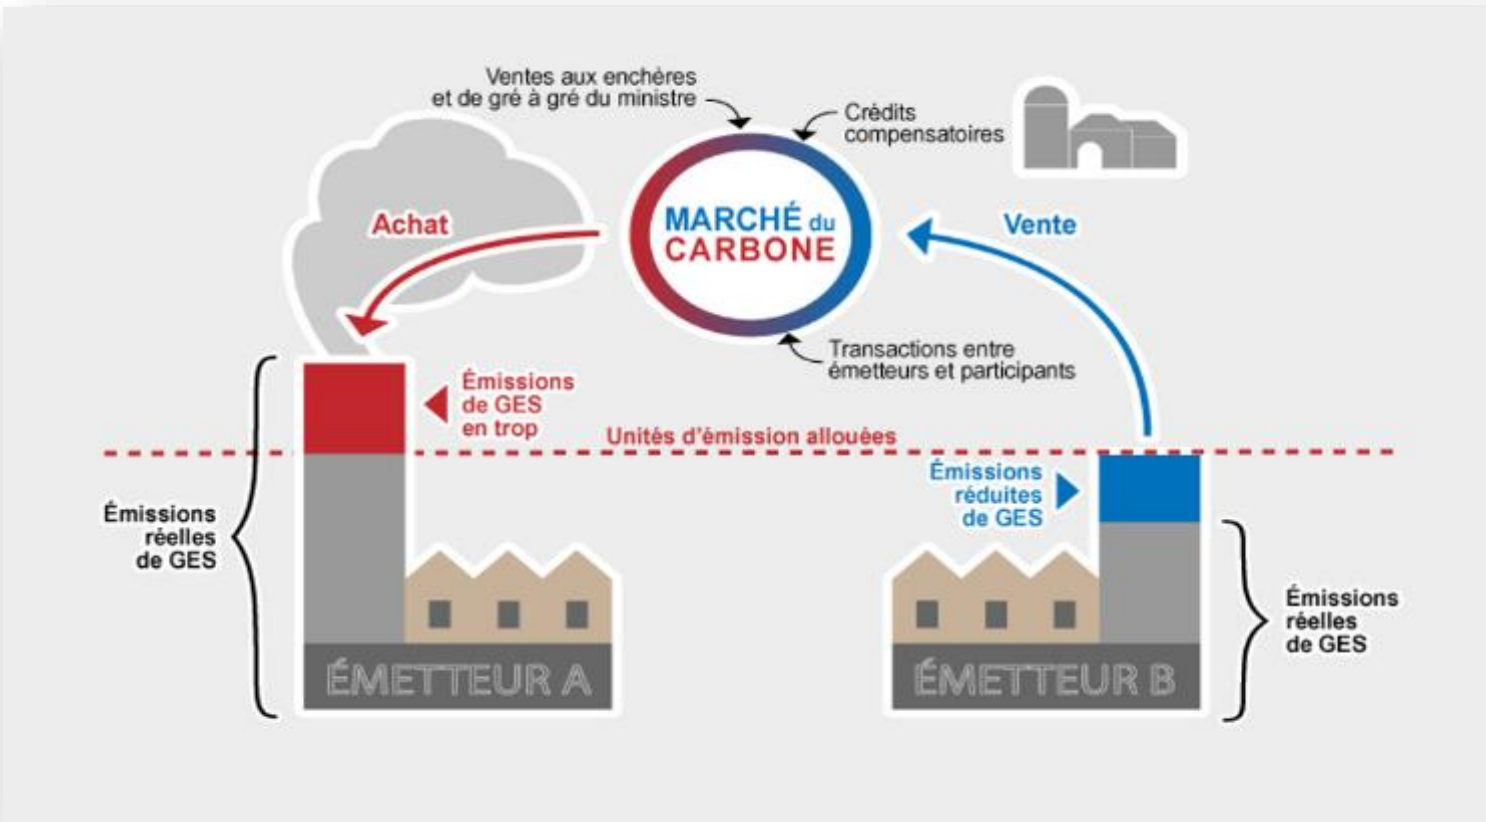 Ventes aux enchères
et de gré à gré du ministre
Crédits
compensatoires
Achat
MARCHÉ du
CARBONE
Vente
Transactions entre
émetteurs et participants
Émissions
de GES
en trop
Unités d'émission allouées
Émissions
réduites
de GES
Émissions
réelles
de GES
Émissions
réelles
de GES
ÉMETTEUR A
ÉMETTEUR B